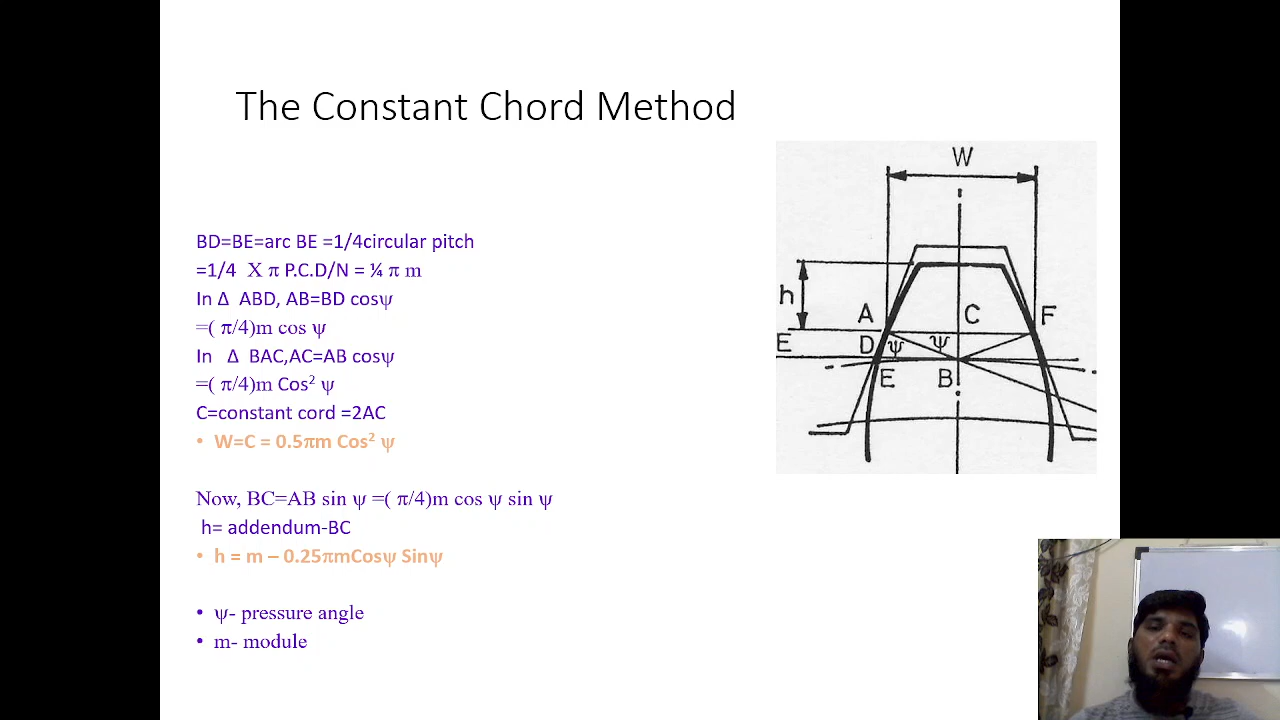 The Constant Chord Method
BD=BE=arc BE =1/4circular pitch
=1/4 X π P.C.D/N = ¼ π m
In Δ ABD, AB=BD cosψ
=( π/4)m cos ψ
In Δ BAC,AC=AB cosψ
=( π/4)m Cos² ψ
C=constant cord =2AC
• W=C = 0.5πm Cos² ψ
Now, BC=AB sin ψ =( π/4)m cos ψ sin ψ
h= addendum-BC
• h = m – 0.25πmCosψ Sinψ
• ψ- pressure angle
• m- module
W
h
A C F
E D ψ ψ
E B